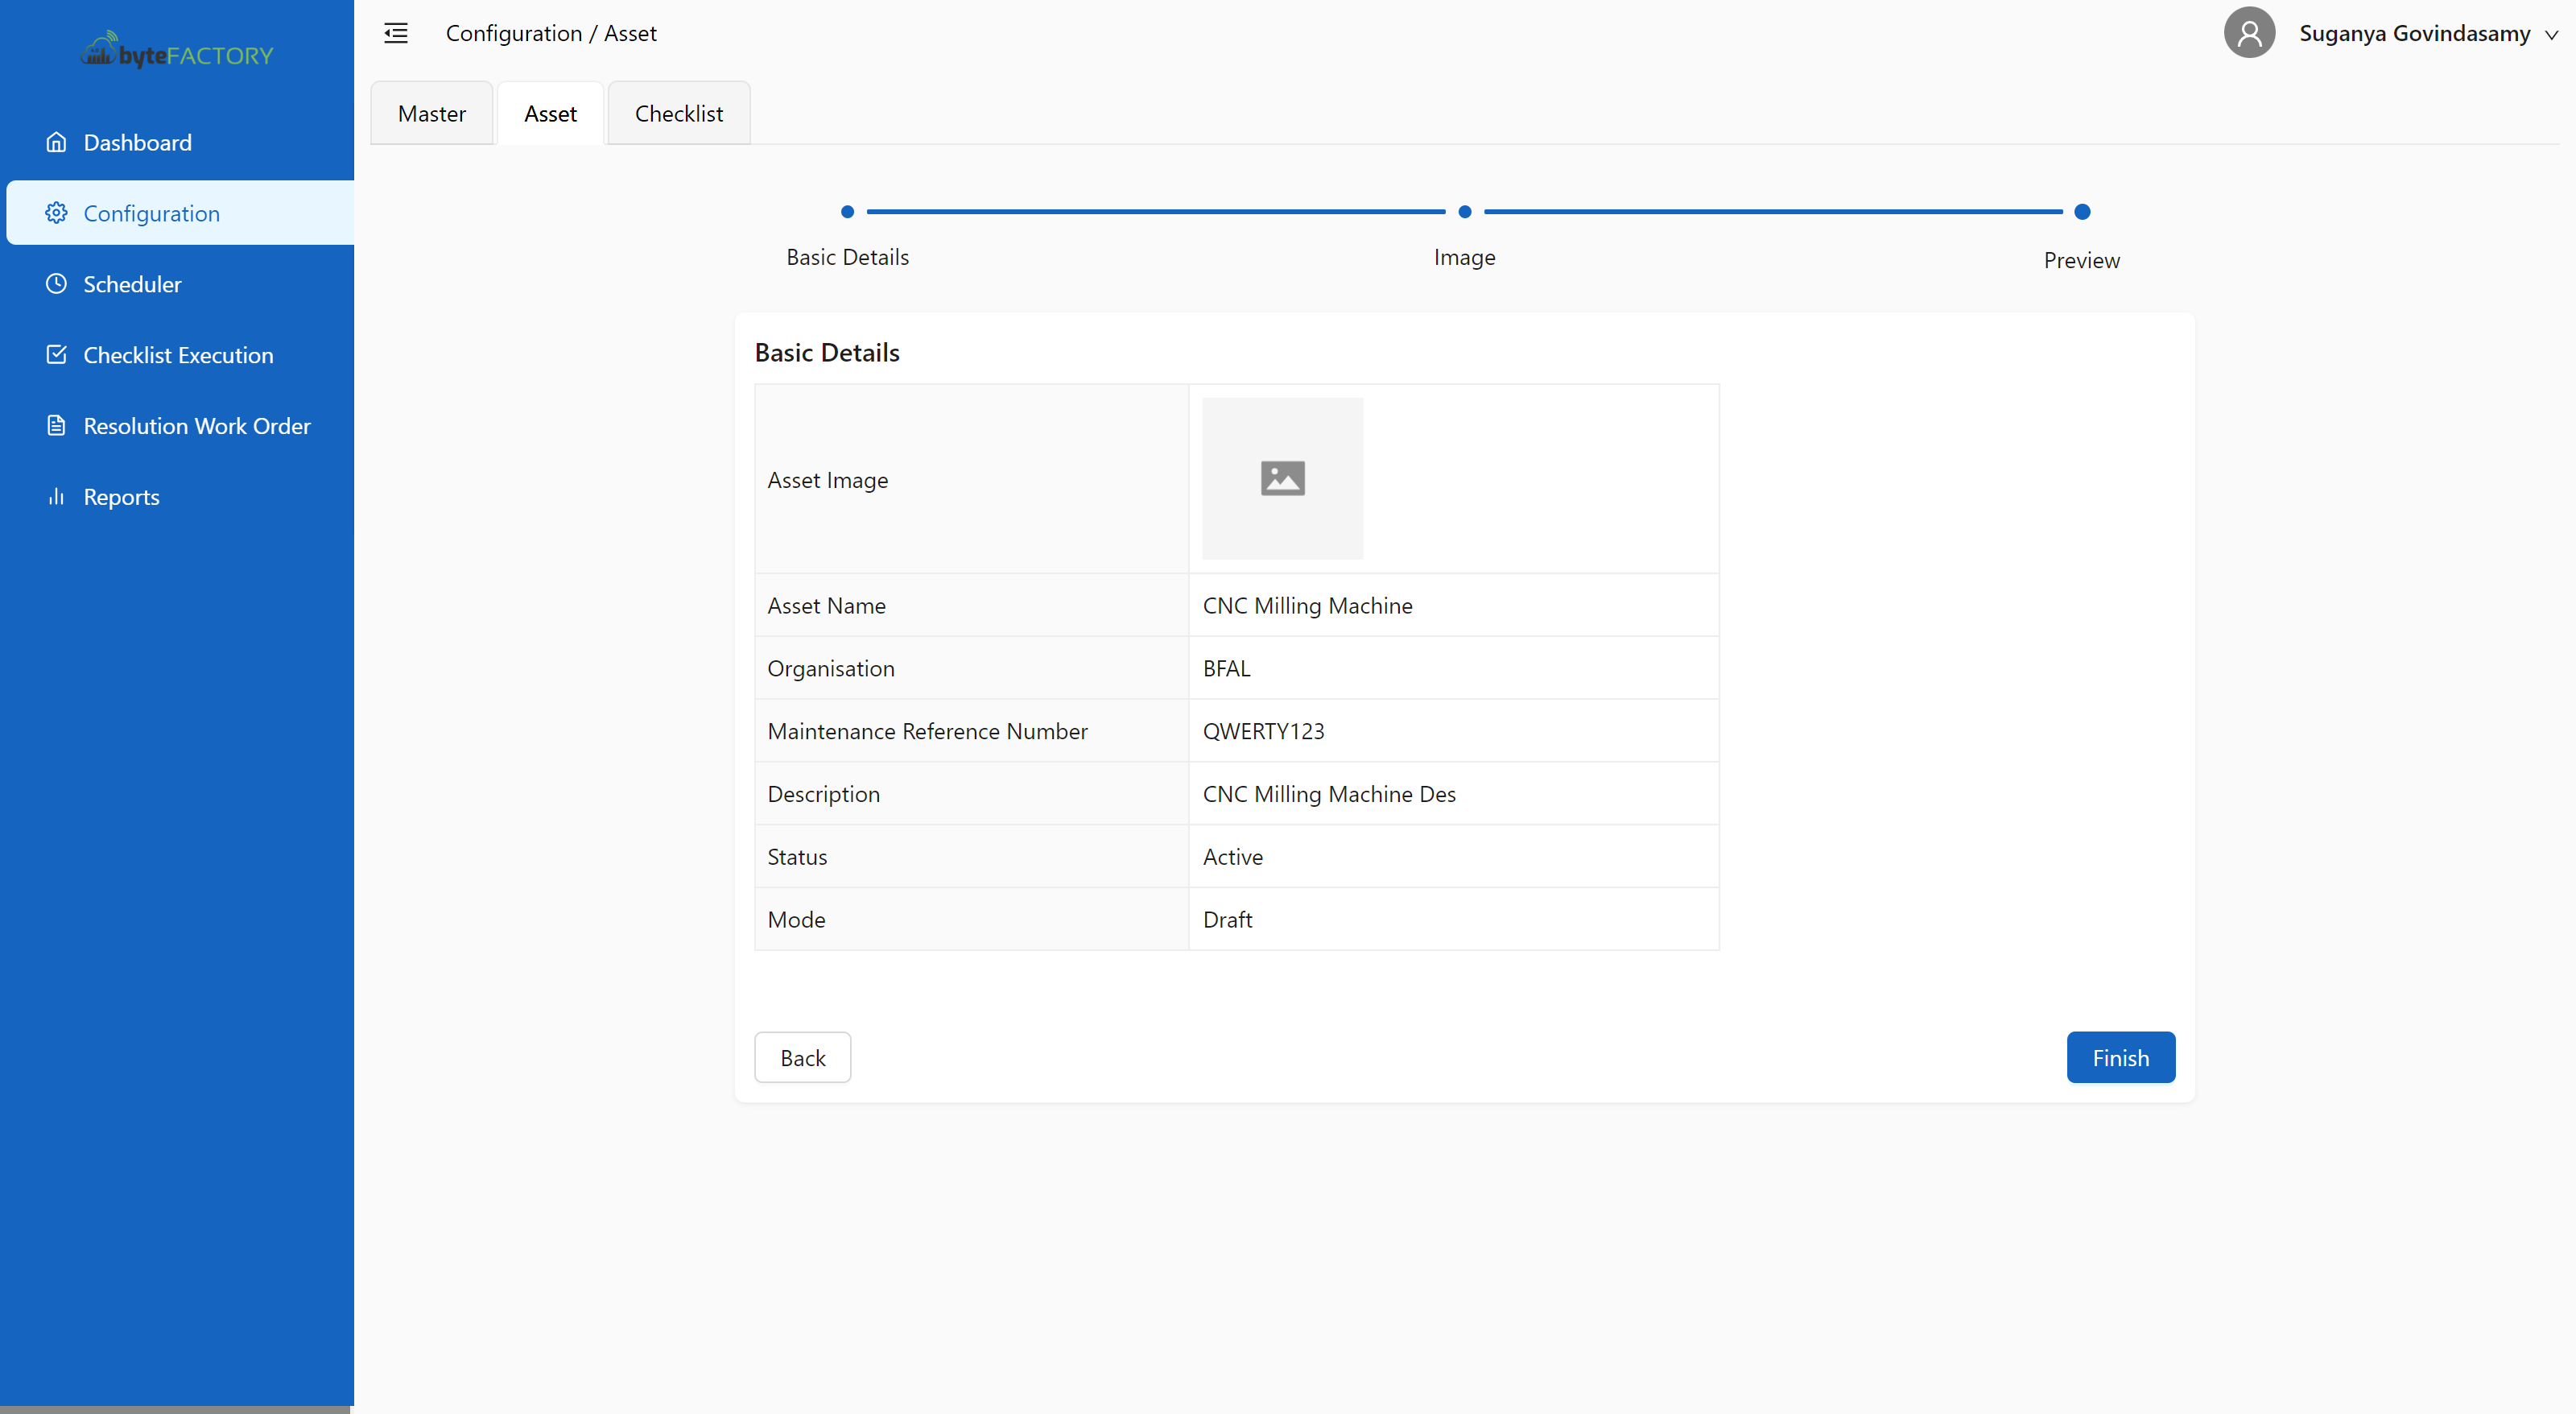 byteFACTORY
Configuration / Asset
Suganya Govindasamy
Master
Asset
Checklist
Dashboard
Configuration
Scheduler
Checklist Execution
Resolution Work Order
Reports
Basic Details
Image
Preview
Basic Details
Asset Image
Asset Name CNC Milling Machine
Organisation BFAL
Maintenance Reference Number QWERTY123
Description CNC Milling Machine Des
Status Active
Mode Draft
Back
Finish